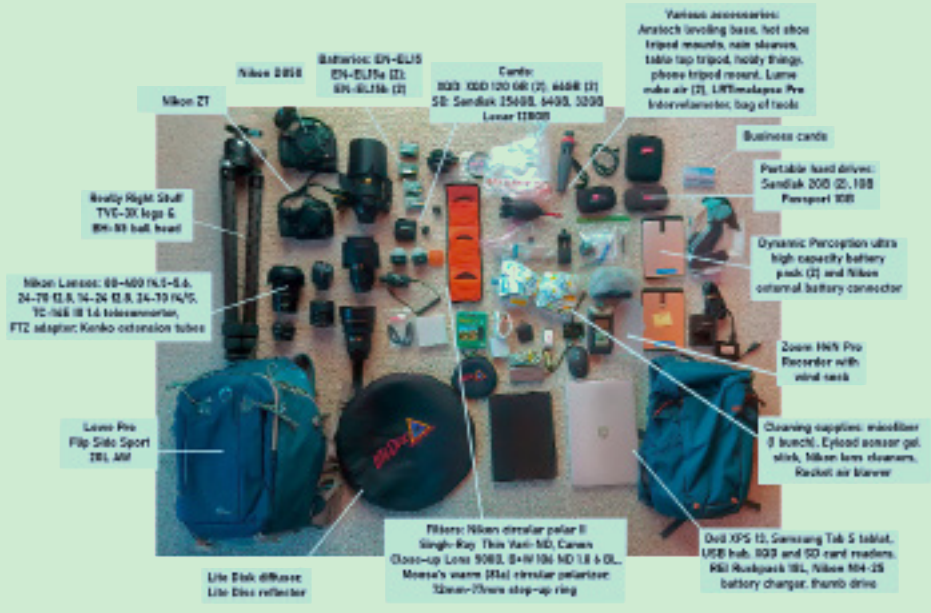 Various accessories:
leveling base, hot shoe
tripod mounts, rain sleeves,
table top tripod, holdy thingy,
phone tripod mount, Lume
cube air (2), LRTimelapse Pro
Intervalometer, bag of tools
Batteries: EN-EL15
EN-EL15a (2);
EN-EL15b (2)
Nikon D850
Cards:
XQD: XQD 120 GB (2), 64GB (2)
SD: Sandisk 256GB, 64GB, 32GB
Lexar 128GB
Nikon Z7
Business cards
Portable hard drives:
Sandisk 2GB (2), 1GB
Passport 1GB
Really Right Stuff
TVC-3X legs &
BH-55 ball head
Dynamic Perception ultra
high capacity battery
pack (2) and Nikon
external battery connector
Nikon Lenses: 80-400 f4.5-5.6,
24-70 f2.8, 14-24 f2.8, 24-70 f4/S,
TC-14E III 1.4 teleconverter,
FTZ adapter; Kenko extension tubes
Zoom H4N Pro
Recorder with
wind sock
Lowe Pro
Flip Side Sport
20L AW
Cleaning supplies: microfiber
(1 bunch), Eyelead sensor gel
stick, Nikon lens cleaners,
Rocket air blower
Filters: Nikon circular polar II
Singh-Ray Thin Vari-ND, Canon
Close-up Lens 500D, B+W 106 ND 1.8 6 BL,
Moose's warm (81a) circular polarizer
72mm-77mm step-up ring
Dell XPS 13, Samsung Tab S tablet,
USB hub, XQD and SD card readers,
REI Ruckpack 18L, Nikon MH-25
battery charger, thumb drive
Lite Disk diffuser,
Lite Disc reflector